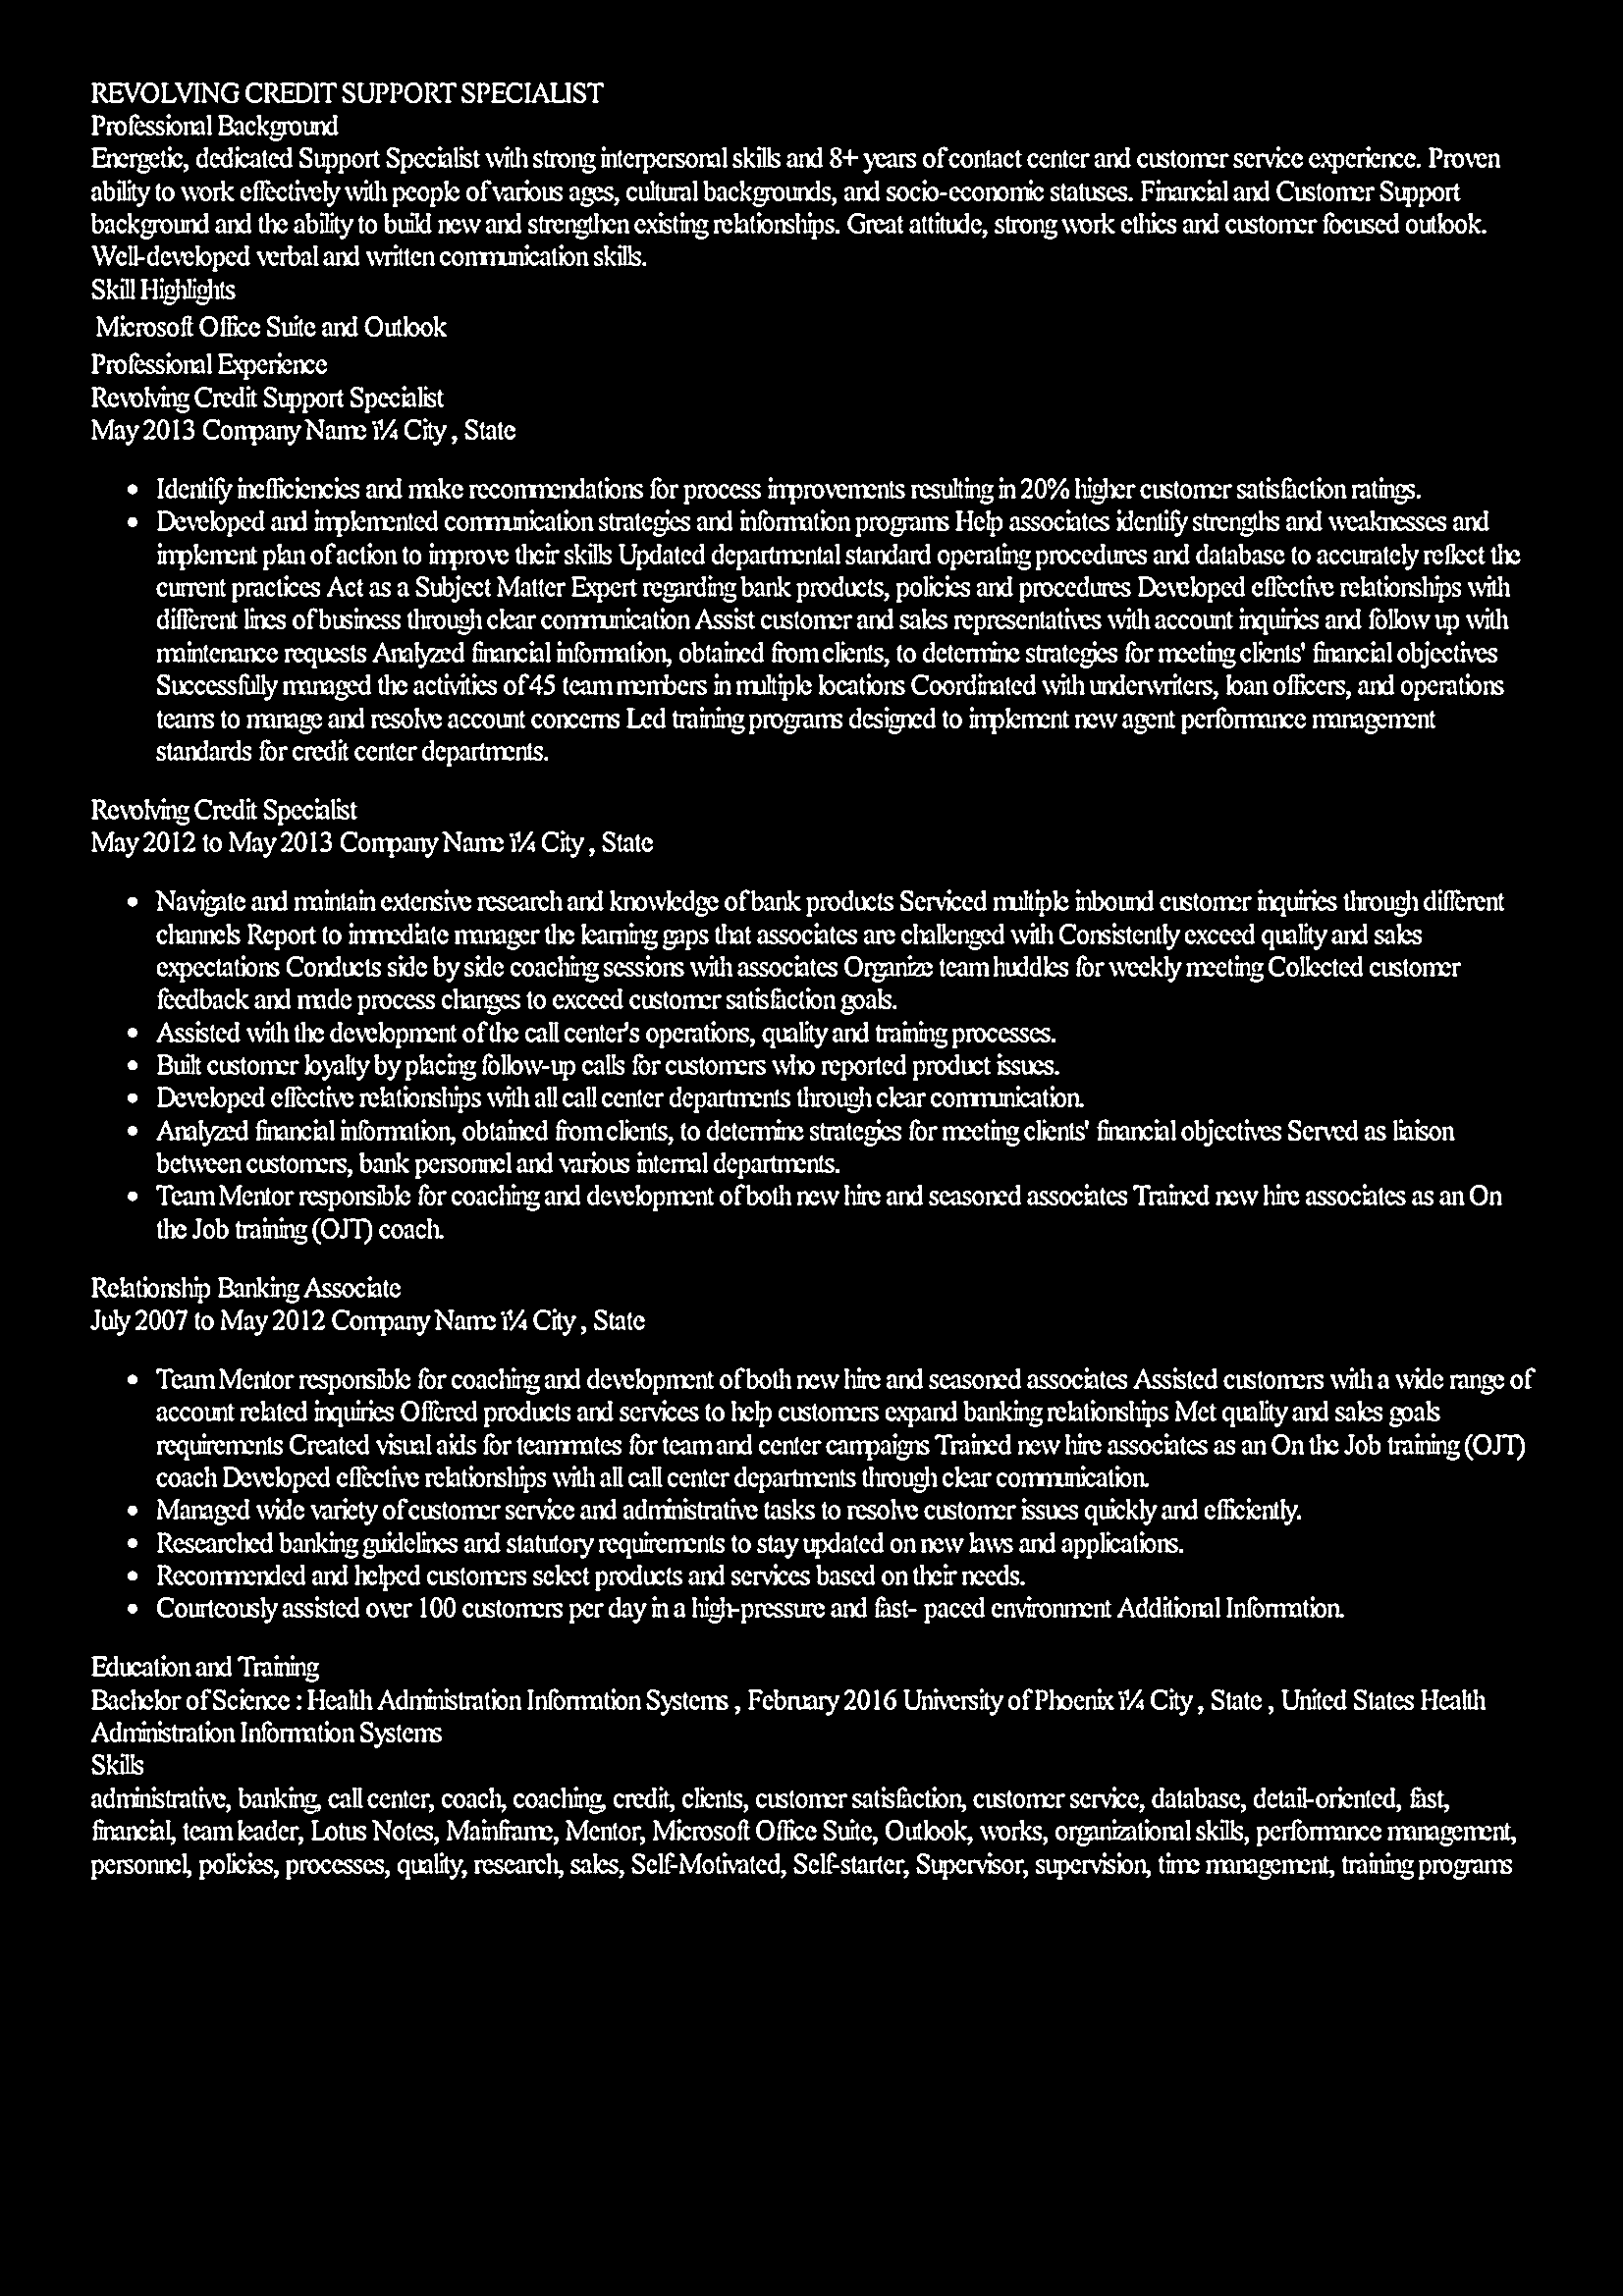 REVOLVING CREDIT SUPPORT SPECIALIST
Professional Background
Energetic, dedicated Support Specialist with strong interpersonal skills and 8+ years of contact center and customer service experience. Proven
ability to work effectively with people of various ages, cultural backgrounds, and socio-economic statuses. Financial and Customer Support
background and the ability to build new and strengthen existing relationships. Great attitude, strong work ethics and customer focused outlook.
Well-developed verbal and written communication skills.
Skill Highlights
Microsoft Office Suite and Outlook
Professional Experience
Revolving Credit Support Specialist
May 2013 Company Name ï¼ City , State
• Identify inefficiencies and make recommendations for process improvements resulting in 20% higher customer satisfaction ratings.
• Developed and implemented communication strategies and information programs Help associates identify strengths and weaknesses and
implement plan of action to improve their skills Updated departmental standard operating procedures and database to accurately reflect the
current practices Act as a Subject Matter Expert regarding bank products, policies and procedures Developed effective relationships with
different lines of business through clear communication Assist customer and sales representatives with account inquiries and follow up with
maintenance requests Analyzed financial information, obtained from clients, to determine strategies for meeting clients' financial objectives
Successfully managed the activities of 45 team members in multiple locations Coordinated with underwriters, loan officers, and operations
teams to manage and resolve account concerns Led training programs designed to implement new agent performance management
standards for credit center departments.
Revolving Credit Specialist
May 2012 to May 2013 Company Name ï¼ City , State
• Navigate and maintain extensive research and knowledge of bank products Serviced multiple inbound customer inquiries through different
channels Report to immediate manager the learning gaps that associates are challenged with Consistently exceed quality and sales
expectations Conducts side by side coaching sessions with associates Organize team huddles for weekly meeting Collected customer
feedback and made process changes to exceed customer satisfaction goals.
• Assisted with the development of the call center's operations, quality and training processes.
• Built customer loyalty by placing follow-up calls for customers who reported product issues.
• Developed effective relationships with all call center departments through clear communication.
• Analyzed financial information, obtained from clients, to determine strategies for meeting clients' financial objectives Served as liaison
between customers, bank personnel and various internal departments.
• Team Mentor responsible for coaching and development of both new hire and seasoned associates Trained new hire associates as an On
the Job training (OJT) coach.
Relationship Banking Associate
July 2007 to May 2012 Company Name ï¼ City , State
• Team Mentor responsible for coaching and development of both new hire and seasoned associates Assisted customers with a wide range of
account related inquiries Offered products and services to help customers expand banking relationships Met quality and sales goals
requirements Created visual aids for teammates for team and center campaigns Trained new hire associates as an On the Job training (OJT)
coach Developed effective relationships with all call center departments through clear communication.
• Managed wide variety of customer service and administrative tasks to resolve customer issues quickly and efficiently.
• Researched banking guidelines and statutory requirements to stay updated on new laws and applications.
• Recommended and helped customers select products and services based on their needs.
• Courteously assisted over 100 customers per day in a high-pressure and fast- paced environment Additional Information.
Education and Training
Bachelor of Science : Health Administration Information Systems , February 2016 University of Phoenix ï¼ City , State , United States Health
Administration Information Systems
Skills
administrative, banking, call center, coach, coaching, credit, clients, customer satisfaction, customer service, database, detail-oriented, fast,
financial, team leader, Lotus Notes, Mainframe, Mentor, Microsoft Office Suite, Outlook, works, organizational skills, performance management,
personnel, policies, processes, quality, research, sales, Self-Motivated, Self-starter, Supervisor, supervision, time management, training programs